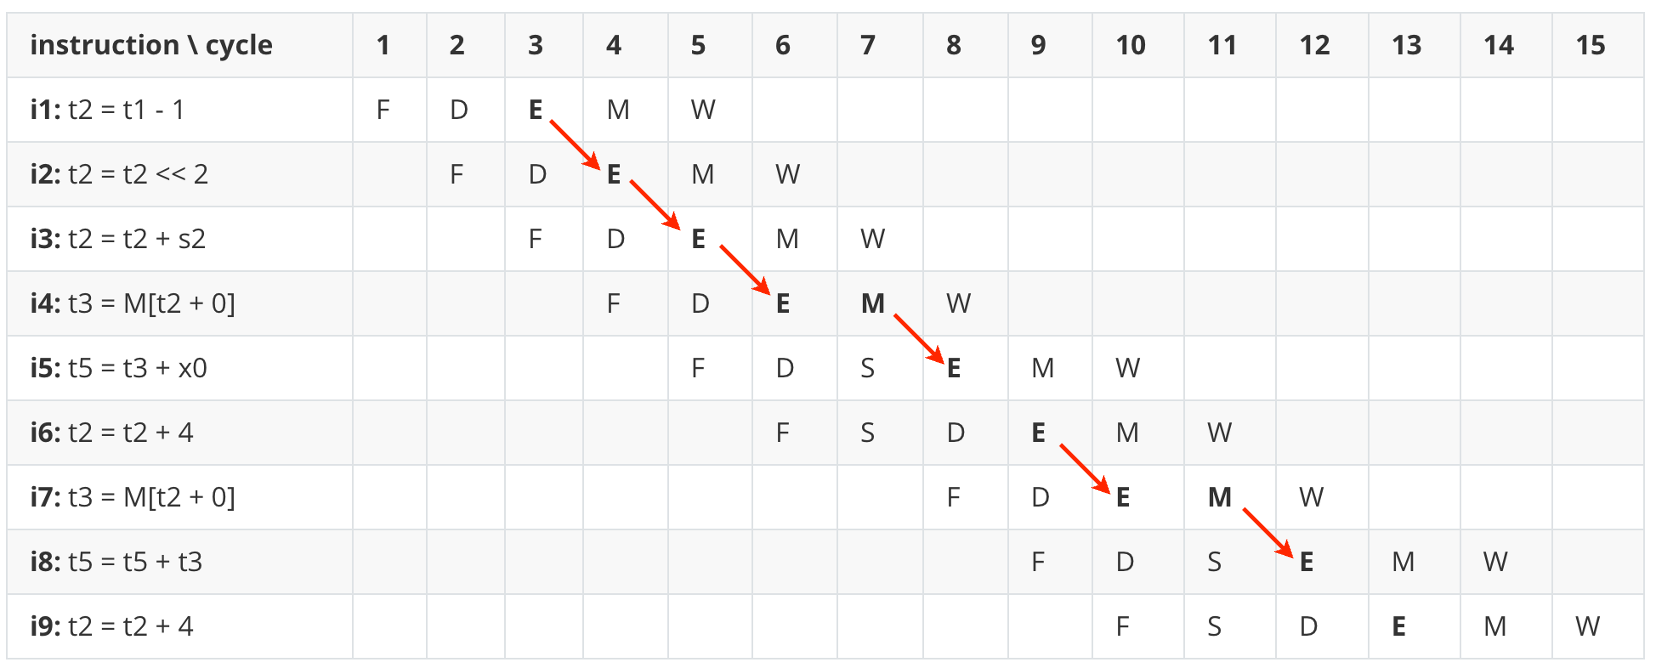 instruction \ cycle 1 2 3 4 5 6 7 8 9 10 11 12 13 14 15
i1: t2 = t1 - 1 F D E M W
i2: t2 = t2 << 2 F D E M W
i3: t2 = t2 + s2 F D E M W
i4: t3 = M[t2 + 0] F D E M W
i5: t5 = t3 + x0 F D S E M W
i6: t2 = t2 + 4 F S D E M W
i7: t3 = M[t2 + 0] F D E M W
i8: t5 = t5 + t3 F D S E M W
i9: t2 = t2 + 4 F S D E M W